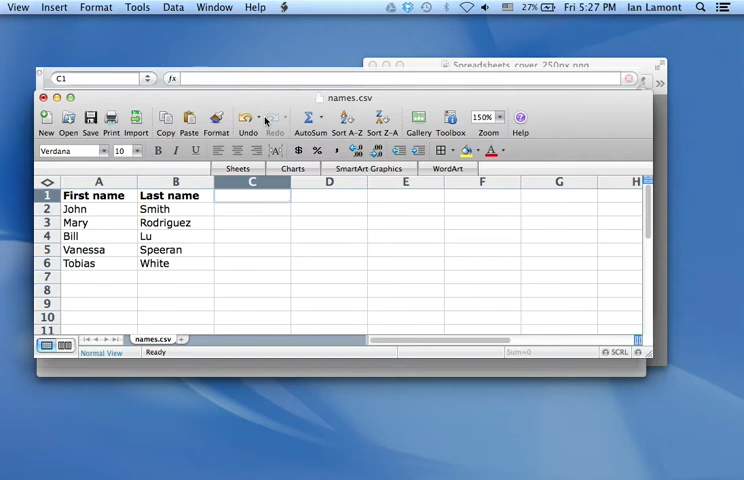 View Insert Format Tools Data Window Help 27% Fri 5:27 PM Ian Lamont
Spreadsheets_cover_250px.png
C1 fx
names.csv
New Open Save Print Import Copy Paste Format Undo Redo AutoSum Sort A-Z Sort Z-A Gallery Toolbox Zoom Help
150%
Verdana 10 B I U A $ % , A
Sheets Charts SmartArt Graphics WordArt
A B C D E F G H
1 First name Last name
2 John Smith
3 Mary Rodriguez
4 Bill Lu
5 Vanessa Speeran
6 Tobias White
7
8
9
10
11
names.csv
Normal View Ready Sum=0 SCRL